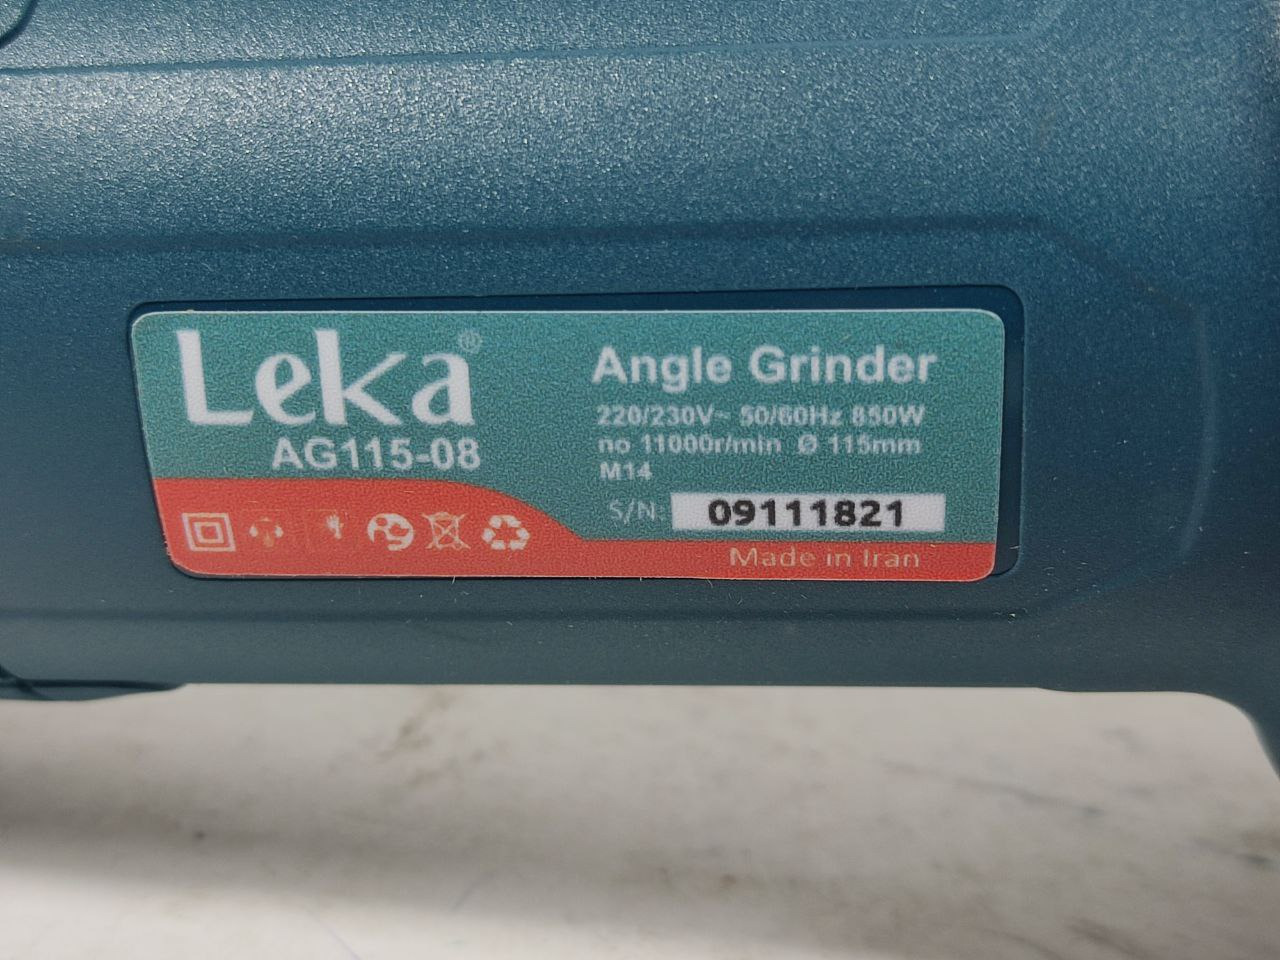 Leka®
AG115-08
Angle Grinder
220/230V~ 50/60Hz 850W
no 11000r/min Ø 115mm
M14
S/N: 09111821
Made in Iran